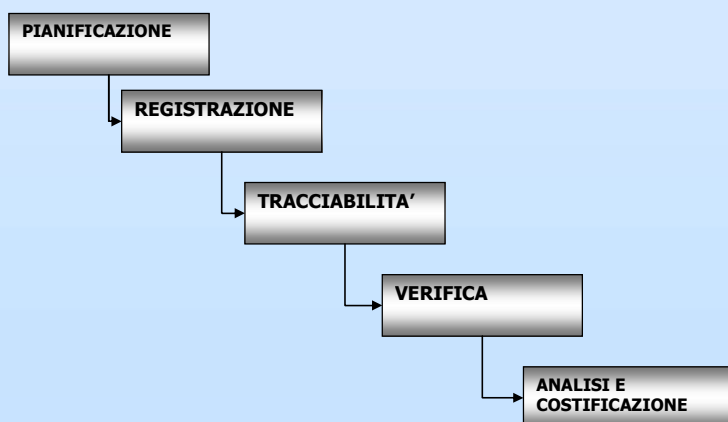 PIANIFICAZIONE
REGISTRAZIONE
TRACCIABILITA’
VERIFICA
ANALISI E
COSTIFICAZIONE